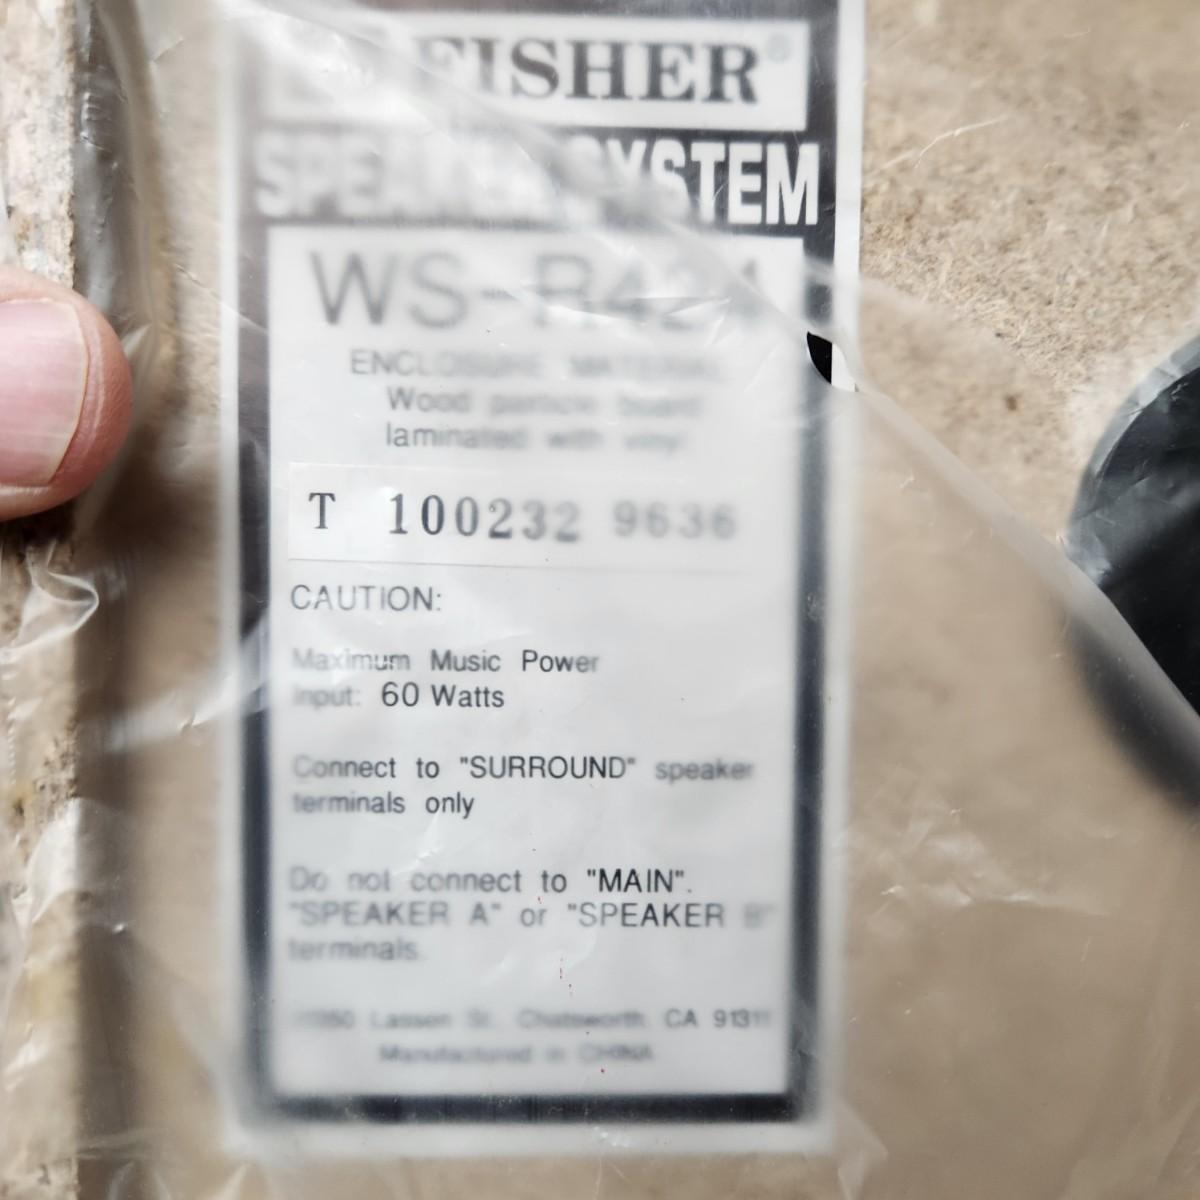 FISHER®
SPEAKER SYSTEM
WS-R424
ENCLOSURE MATERIAL
Wood particle board
laminated with vinyl
T 100232 9636
CAUTION:
Maximum Music Power
Input: 60 Watts
Connect to "SURROUND" speaker
terminals only
Do not connect to "MAIN".
"SPEAKER A" or "SPEAKER B"
terminals.
Lassen St. Chatsworth, CA 91311
Manufactured in CHINA